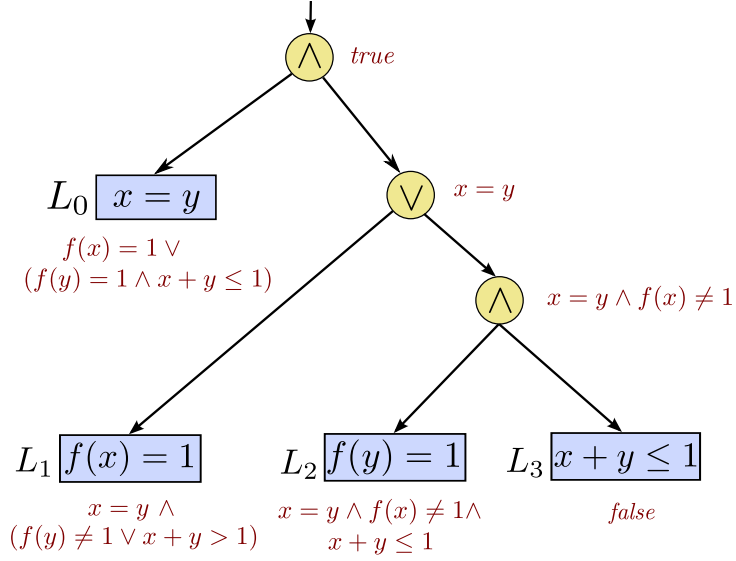 ∧ true
L₀ x = y
∨ x = y
f(x) = 1 ∨
(f(y) = 1 ∧ x + y ≤ 1)
∧ x = y ∧ f(x) ≠ 1
L₁ f(x) = 1
L₂ f(y) = 1
L₃ x + y ≤ 1
x = y ∧
(f(y) ≠ 1 ∨ x + y > 1)
x = y ∧ f(x) ≠ 1∧
x + y ≤ 1
false